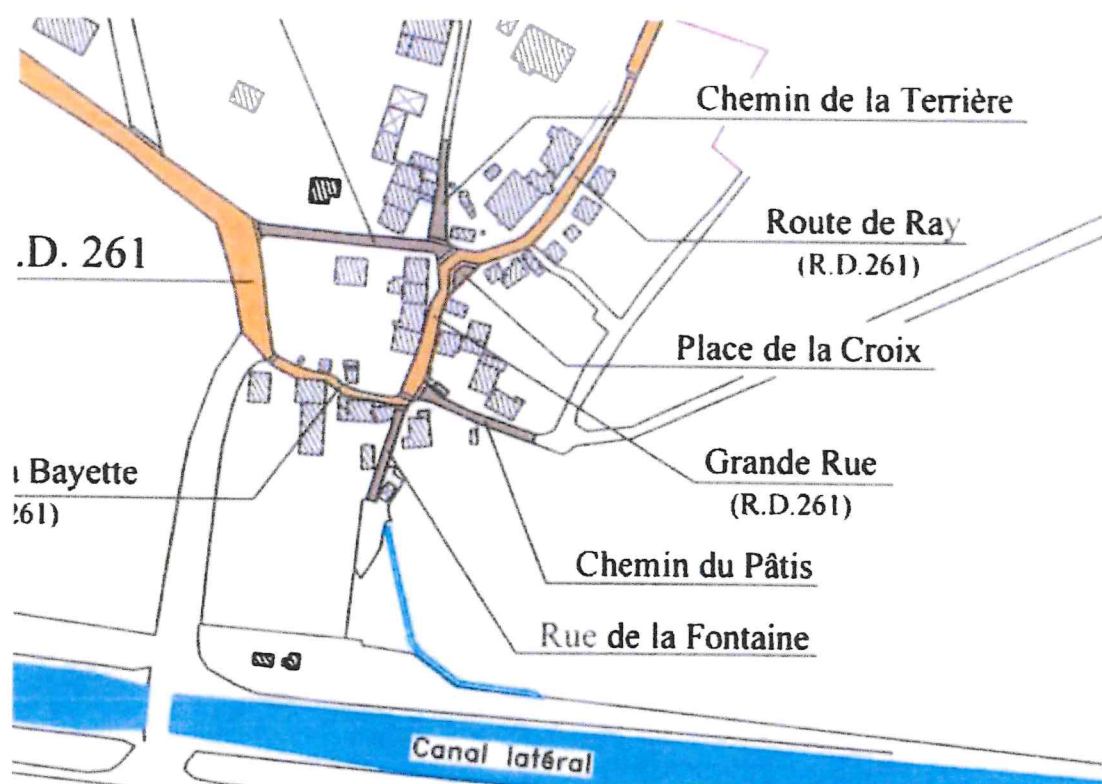 Chemin de la Terrière
Route de Ray
(R.D.261)
.D. 261
Place de la Croix
Grande Rue
(R.D.261)
Bayette
261)
Chemin du Pâtis
Rue de la Fontaine
Canal latéral